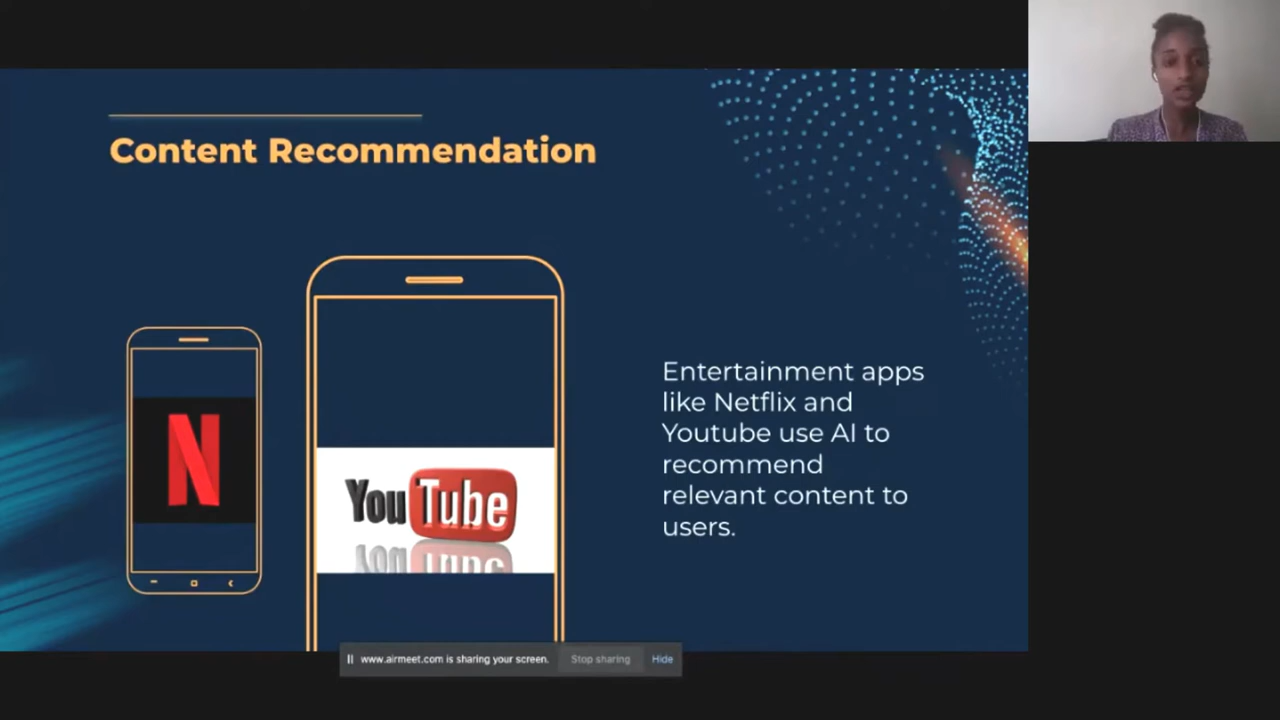 Content Recommendation
N
YouTube
Entertainment apps
like Netflix and
Youtube use AI to
recommend
relevant content to
users.
www.airmeet.com is sharing your screen. Stop sharing Hide